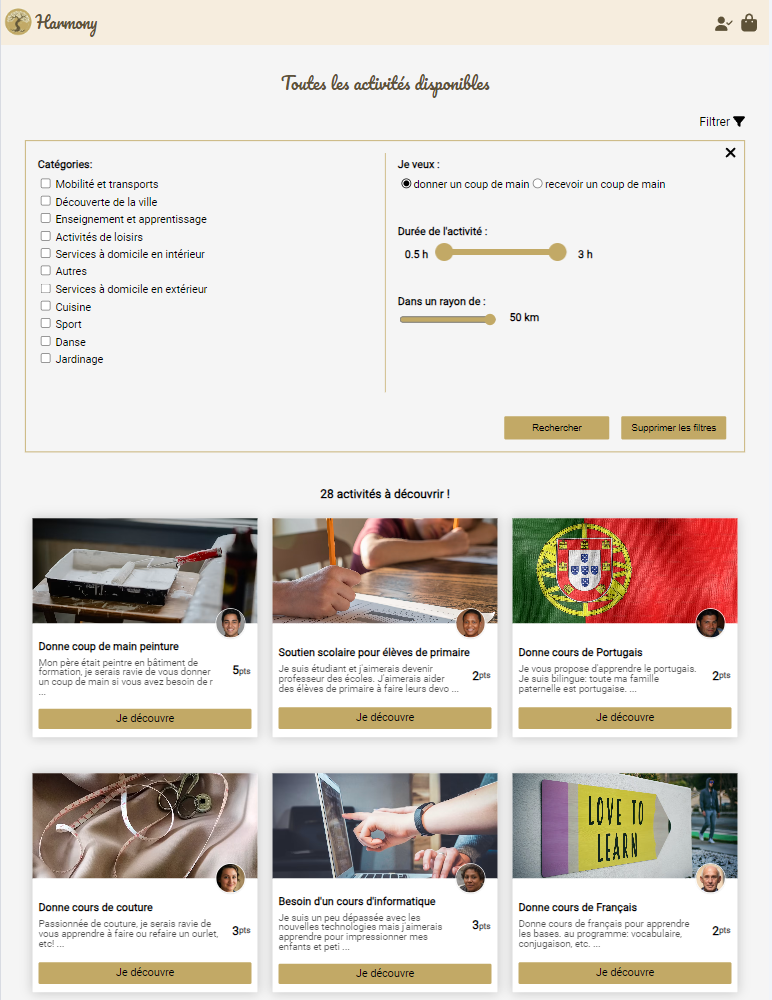 Harmony
Toutes les activités disponibles
Filtrer
Catégories:
Mobilité et transports
Découverte de la ville
Enseignement et apprentissage
Activités de loisirs
Services à domicile en intérieur
Autres
Services à domicile en extérieur
Cuisine
Sport
Danse
Jardinage
Je veux :
donner un coup de main recevoir un coup de main
Durée de l'activité :
0.5 h 3 h
Dans un rayon de :
50 km
Rechercher Supprimer les filtres
28 activités à découvrir !
Donne coup de main peinture
Mon père était peintre en bâtiment de
formation, je serais ravie de vous donner
un coup de main si vous avez besoin de r
...
5pts
Je découvre
Soutien scolaire pour élèves de primaire
Je suis étudiant et j'aimerais devenir
professeur des écoles. J'aimerais aider
des élèves de primaire à faire leurs devo ...
2pts
Je découvre
Donne cours de Portugais
Je vous propose d'apprendre le portugais.
Je suis bilingue: toute ma famille
paternelle est portugaise. ...
2pts
Je découvre
Donne cours de couture
Passionnée de couture, je serais ravie de
vous apprendre à faire ou refaire un ourlet,
etc! ...
3pts
Je découvre
Besoin d'un cours d'informatique
Je suis un peu dépassée avec les
nouvelles technologies mais j'aimerais
apprendre pour impressionner mes
enfants et peti ...
3pts
Je découvre
LOVE TO
LEARN
Donne cours de Français
Donne cours de français pour apprendre
les bases. au programme: vocabulaire,
conjugaison, etc. ...
2pts
Je découvre